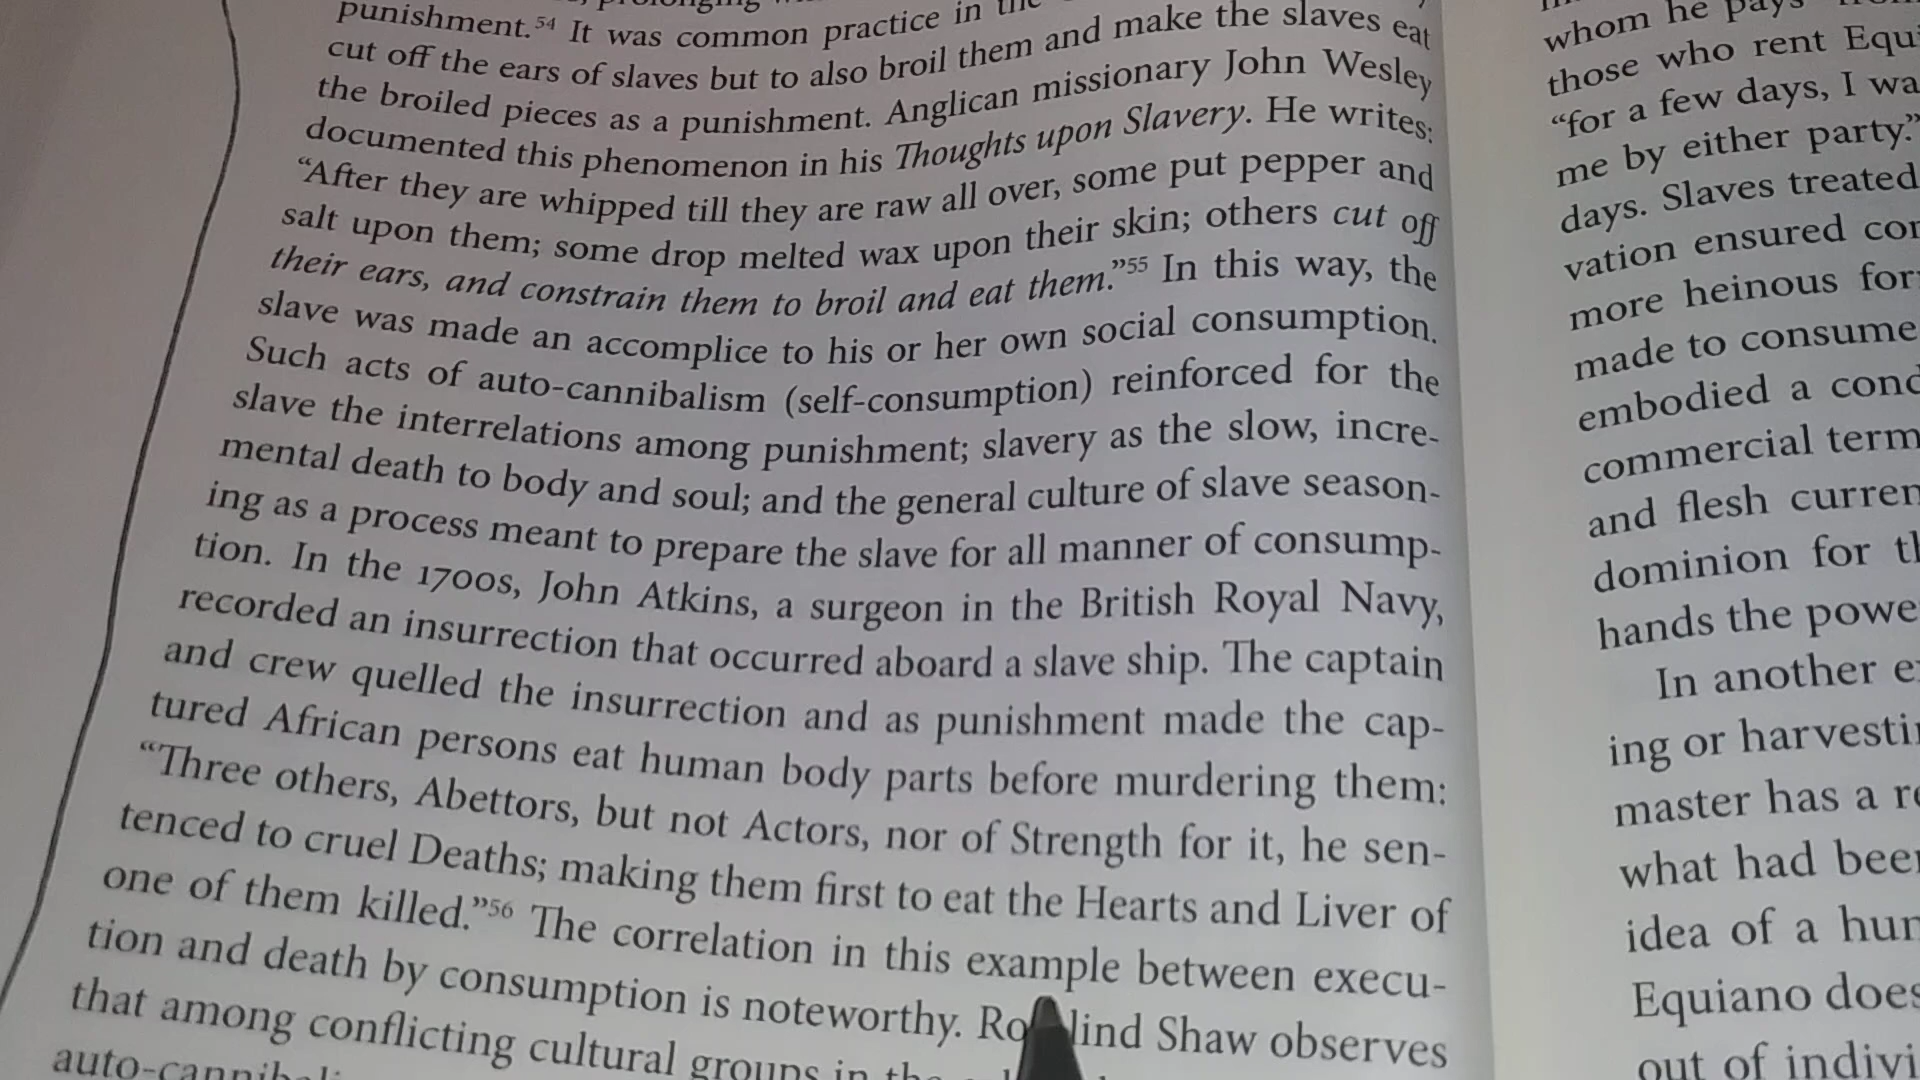 punishment.⁵⁴ It was common practice in the
cut off the ears of slaves but to also broil them and make the slaves eat
the broiled pieces as a punishment. Anglican missionary John Wesley
documented this phenomenon in his Thoughts upon Slavery. He writes:
“After they are whipped till they are raw all over, some put pepper and
salt upon them; some drop melted wax upon their skin; others cut off
their ears, and constrain them to broil and eat them.”⁵⁵ In this way, the
slave was made an accomplice to his or her own social consumption.
Such acts of auto-cannibalism (self-consumption) reinforced for the
slave the interrelations among punishment; slavery as the slow, incre-
mental death to body and soul; and the general culture of slave season-
ing as a process meant to prepare the slave for all manner of consump-
tion. In the 1700s, John Atkins, a surgeon in the British Royal Navy,
recorded an insurrection that occurred aboard a slave ship. The captain
and crew quelled the insurrection and as punishment made the cap-
tured African persons eat human body parts before murdering them:
“Three others, Abettors, but not Actors, nor of Strength for it, he sen-
tenced to cruel Deaths; making them first to eat the Hearts and Liver of
one of them killed.”⁵⁶ The correlation in this example between execu-
tion and death by consumption is noteworthy. Ro lind Shaw observes
that among conflicting cultural groups in the
whom he pays
those who rent Equi
“for a few days, I wa
me by either party.”
days. Slaves treated
vation ensured cor
more heinous for
made to consume
embodied a cond
commercial term
and flesh curren
dominion for th
hands the powe
In another e
ing or harvesti
master has a re
what had bee
idea of a hun
Equiano does
out of indivi